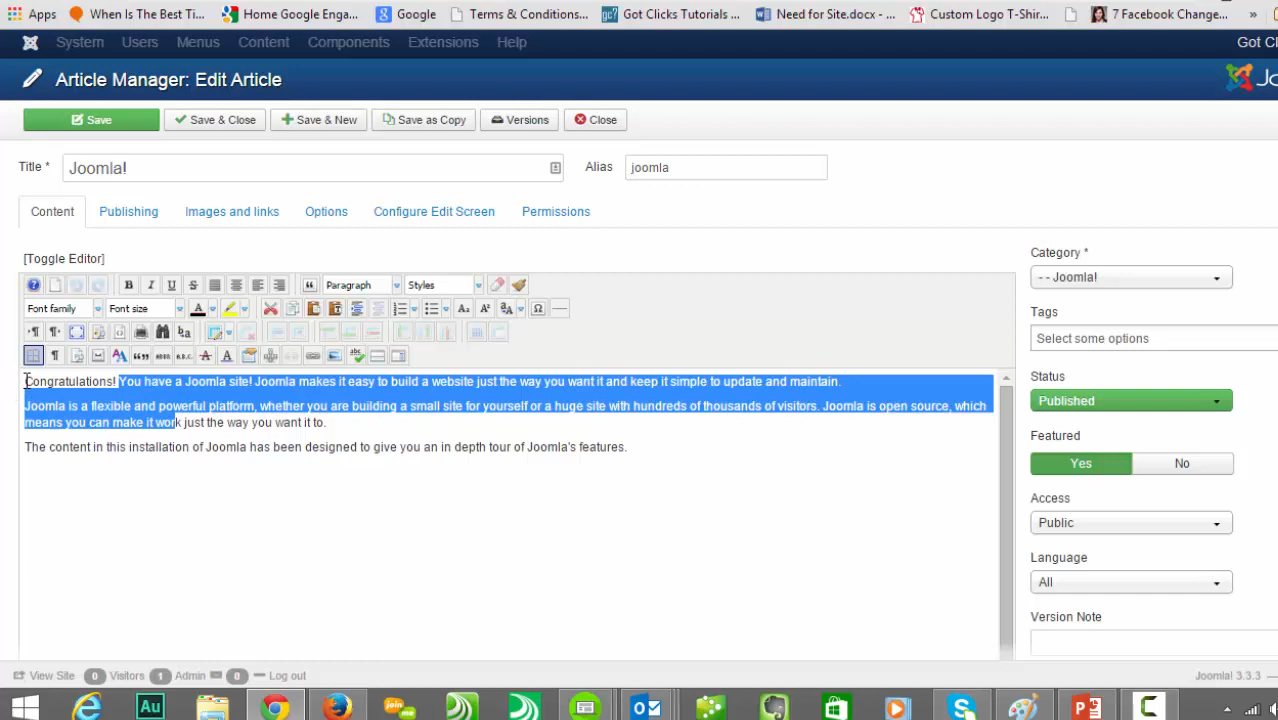 Apps When Is The Best Ti... Home Google Enga... Google Terms & Conditions... Got Clicks Tutorials ... Need for Site.docx - ... Custom Logo T-Shir... 7 Facebook Change... »
System Users Menus Content Components Extensions Help Got Cl
Article Manager: Edit Article
Save Save & Close Save & New Save as Copy Versions Close
Title * Joomla! Alias joomla
Content Publishing Images and links Options Configure Edit Screen Permissions
[Toggle Editor]
Category *
- - Joomla!
Tags
Select some options
Status
Published
Featured
Yes No
Access
Public
Language
All
Version Note
Paragraph Styles
Font family Font size
Congratulations! You have a Joomla site! Joomla makes it easy to build a website just the way you want it and keep it simple to update and maintain.
Joomla is a flexible and powerful platform, whether you are building a small site for yourself or a huge site with hundreds of thousands of visitors. Joomla is open source, which
means you can make it work just the way you want it to.
The content in this installation of Joomla has been designed to give you an in depth tour of Joomla's features.
View Site 0 Visitors 1 Admin 0 Log out Joomla! 3.3.3